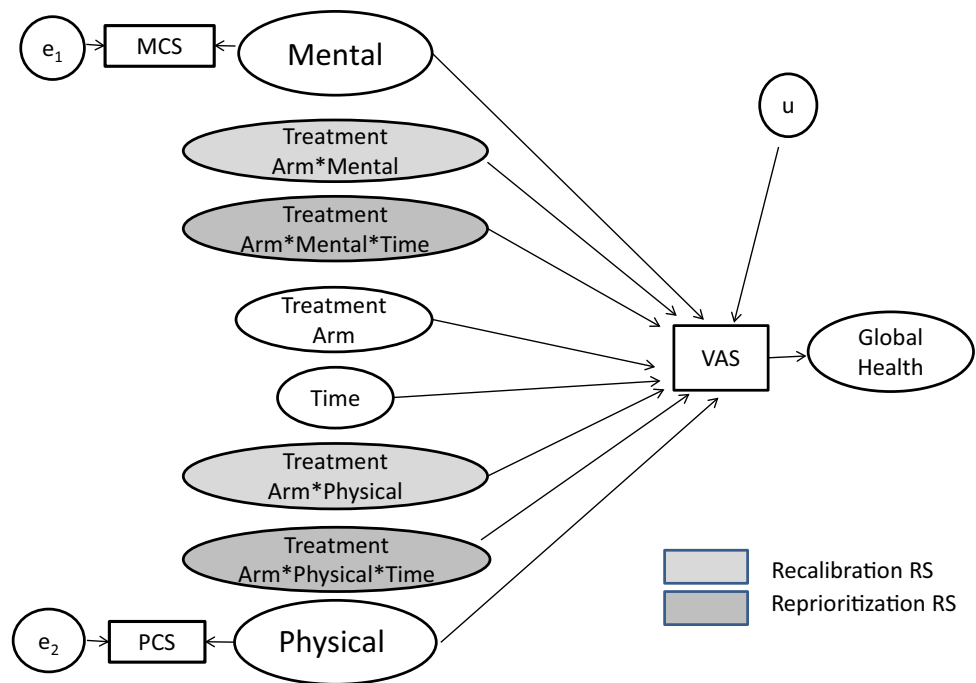 e1
MCS
Mental
Treatment
Arm*Mental
Treatment
Arm*Mental*Time
Treatment
Arm
Time
Treatment
Arm*Physical
Treatment
Arm*Physical*Time
e2
PCS
Physical
u
VAS
Global
Health
Recalibration RS
Reprioritization RS